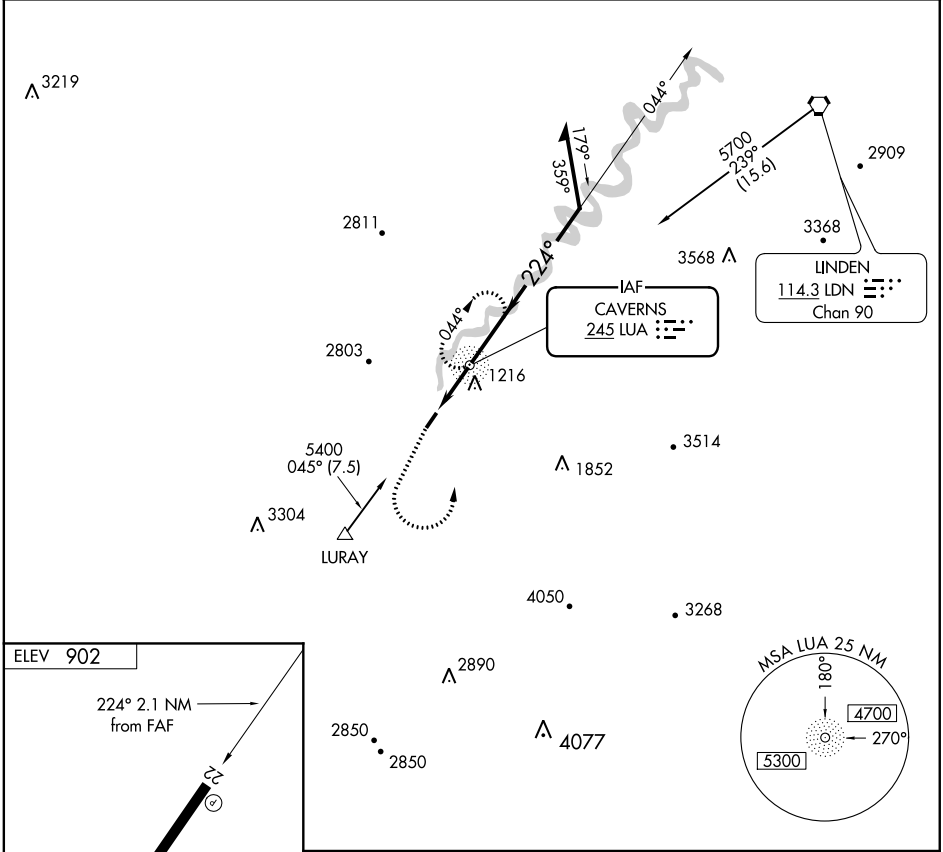 3219
044°
179°
359°
5700
239°
(15.6)
2909
2811
3368
3568
224°
LINDEN
114.3 LDN
Chan 90
IAF
CAVERNS
245 LUA
044°
2803
1216
5400
045° (7.5)
3514
1852
3304
LURAY
4050
3268
ELEV 902
224° 2.1 NM
from FAF
22
2890
2850
2850
4077
MSA LUA 25 NM
180°
4700
270°
5300